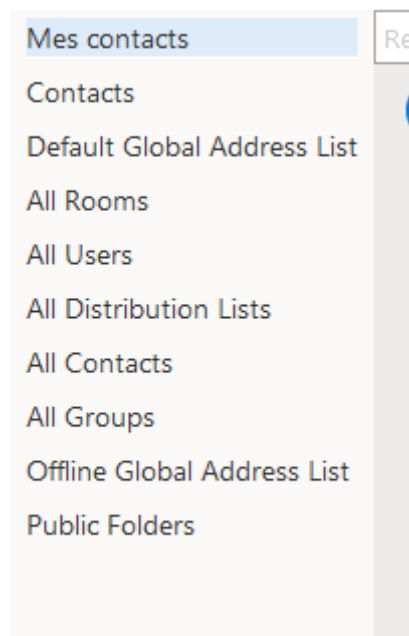 Mes contacts
Re
Contacts
Default Global Address List
All Rooms
All Users
All Distribution Lists
All Contacts
All Groups
Offline Global Address List
Public Folders